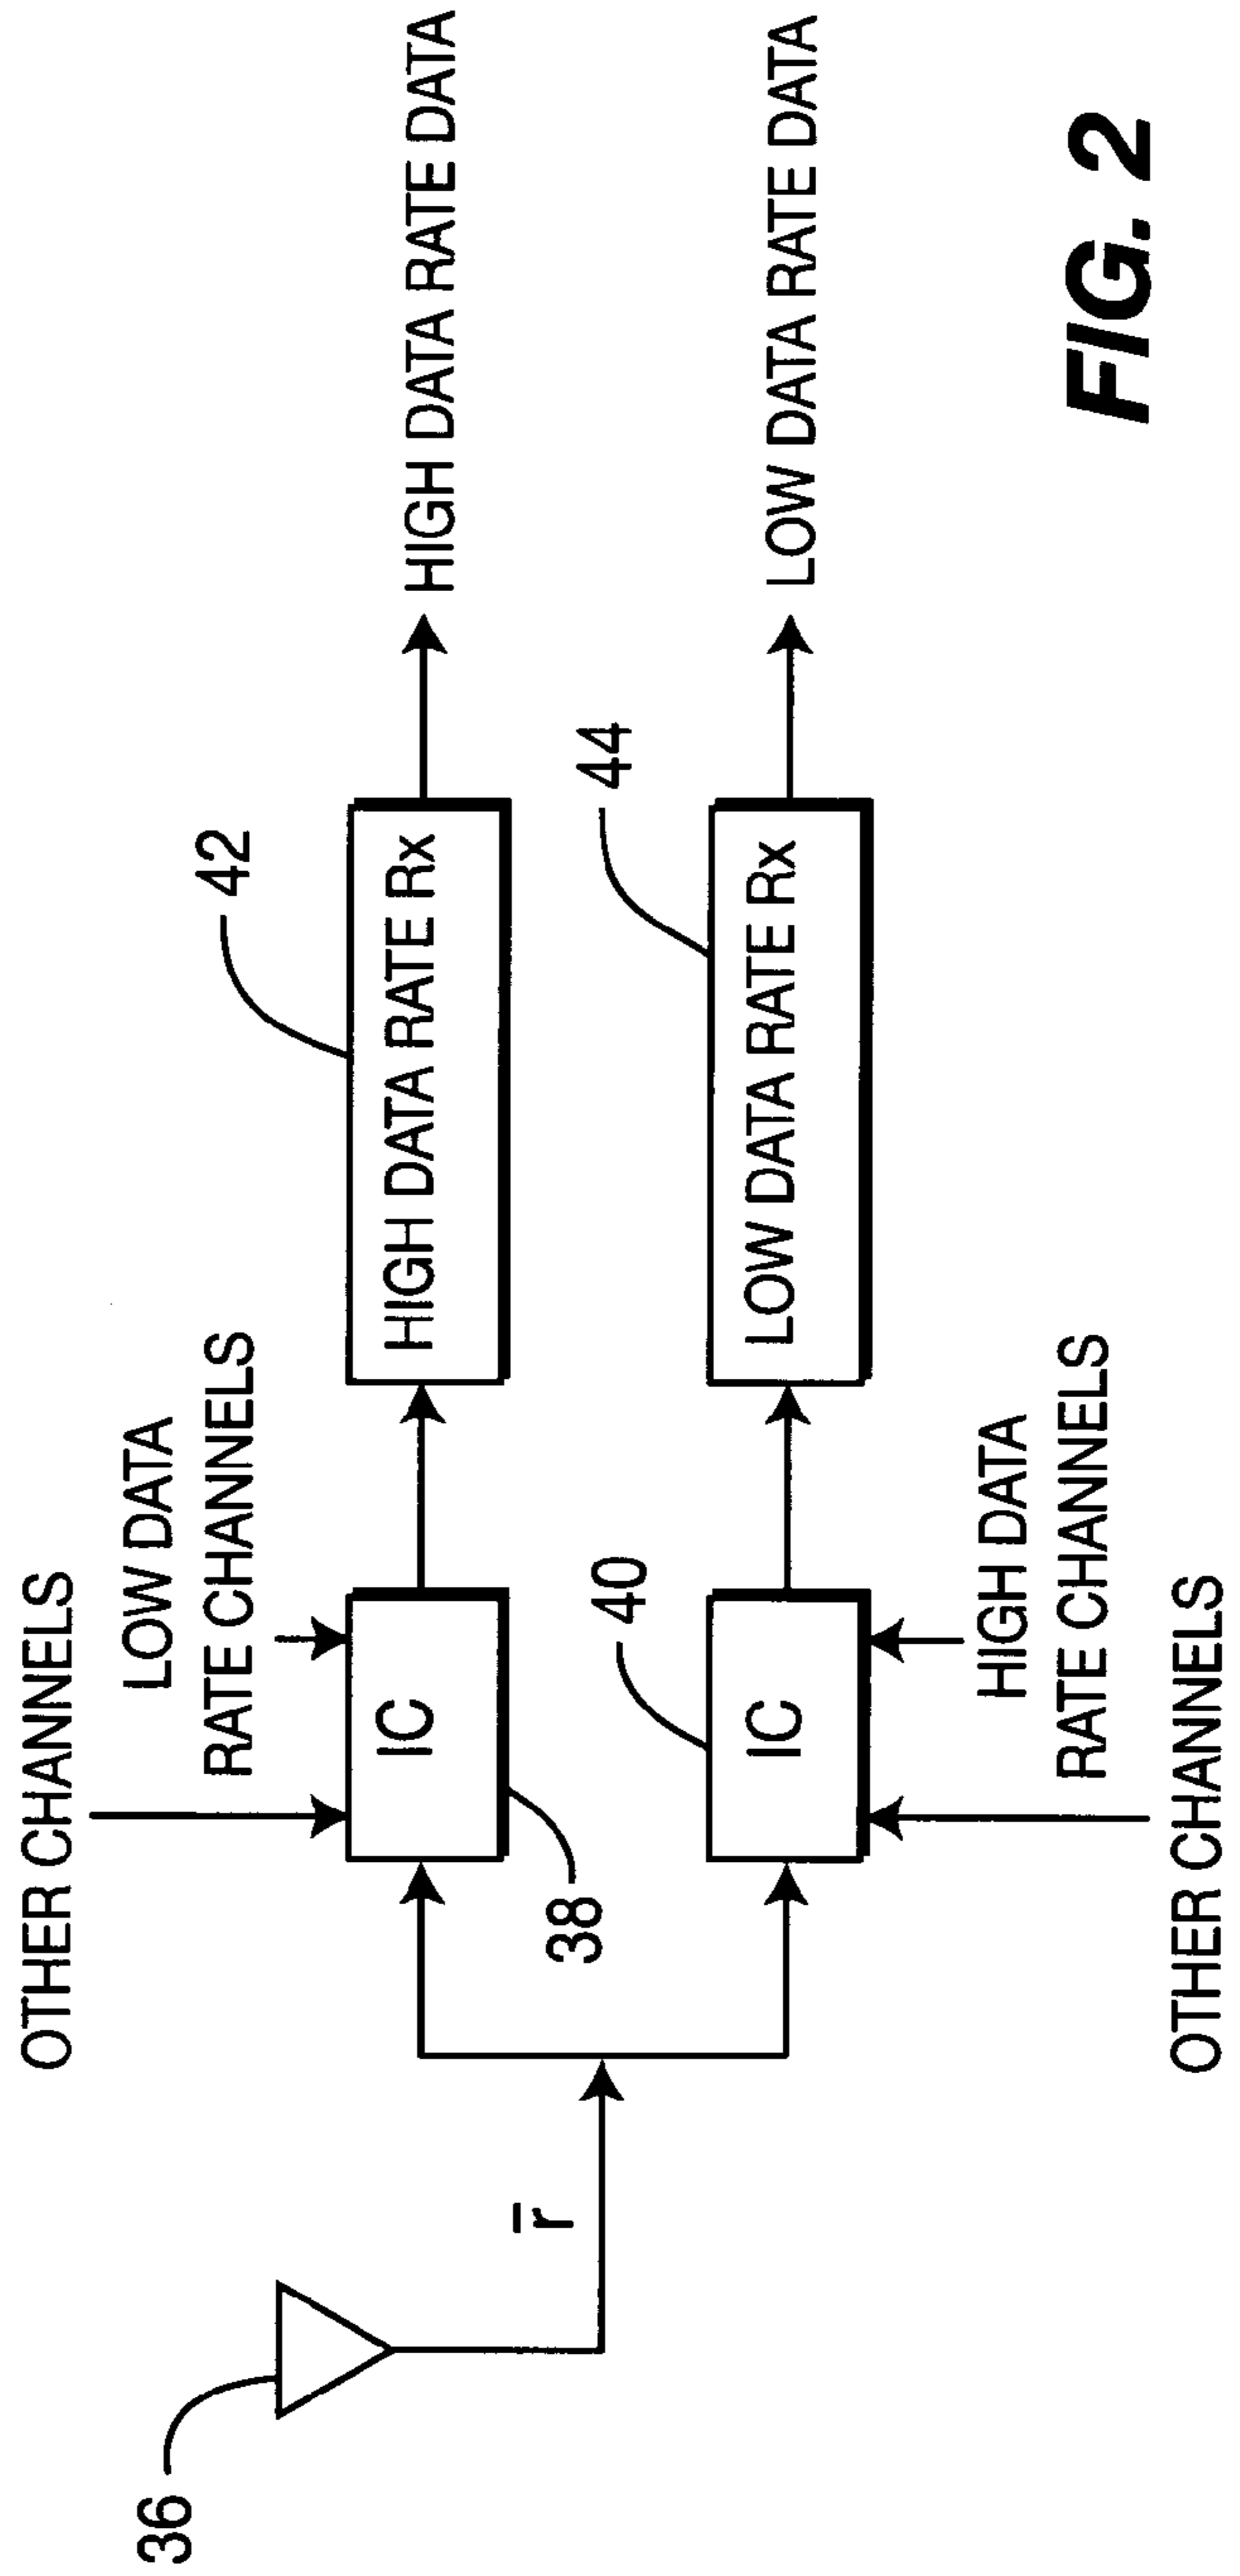 OTHER CHANNELS
LOW DATA
RATE CHANNELS
42
HIGH DATA RATE Rx
HIGH DATA RATE DATA
IC
38
36
r̄
40
44
IC
LOW DATA RATE Rx
LOW DATA RATE DATA
HIGH DATA
RATE CHANNELS
OTHER CHANNELS
FIG. 2